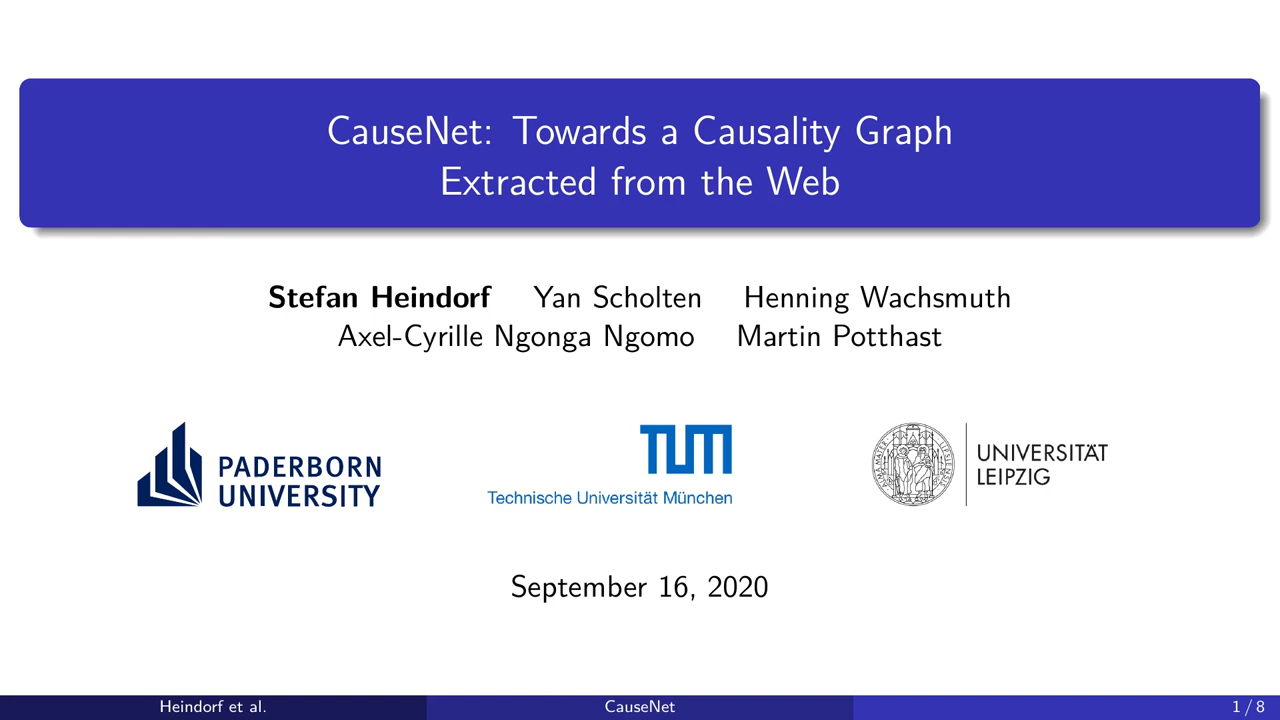 CauseNet: Towards a Causality Graph
Extracted from the Web
Stefan Heindorf Yan Scholten Henning Wachsmuth
Axel-Cyrille Ngonga Ngomo Martin Potthast
PADERBORN
UNIVERSITY
TUM
Technische Universität München
UNIVERSITÄT
LEIPZIG
September 16, 2020
Heindorf et al. CauseNet 1 / 8